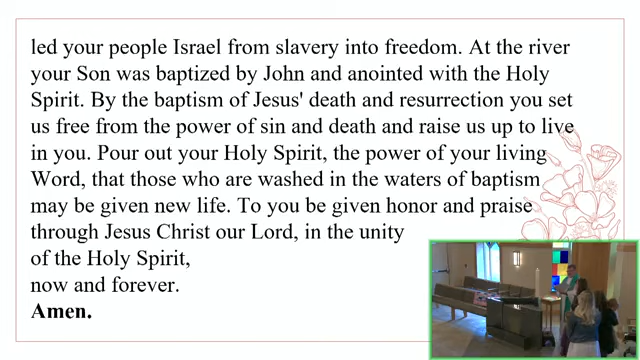 led your people Israel from slavery into freedom. At the river
your Son was baptized by John and anointed with the Holy
Spirit. By the baptism of Jesus' death and resurrection you set
us free from the power of sin and death and raise us up to live
in you. Pour out your Holy Spirit, the power of your living
Word, that those who are washed in the waters of baptism
may be given new life. To you be given honor and praise
through Jesus Christ our Lord, in the unity
of the Holy Spirit,
now and forever.
Amen.